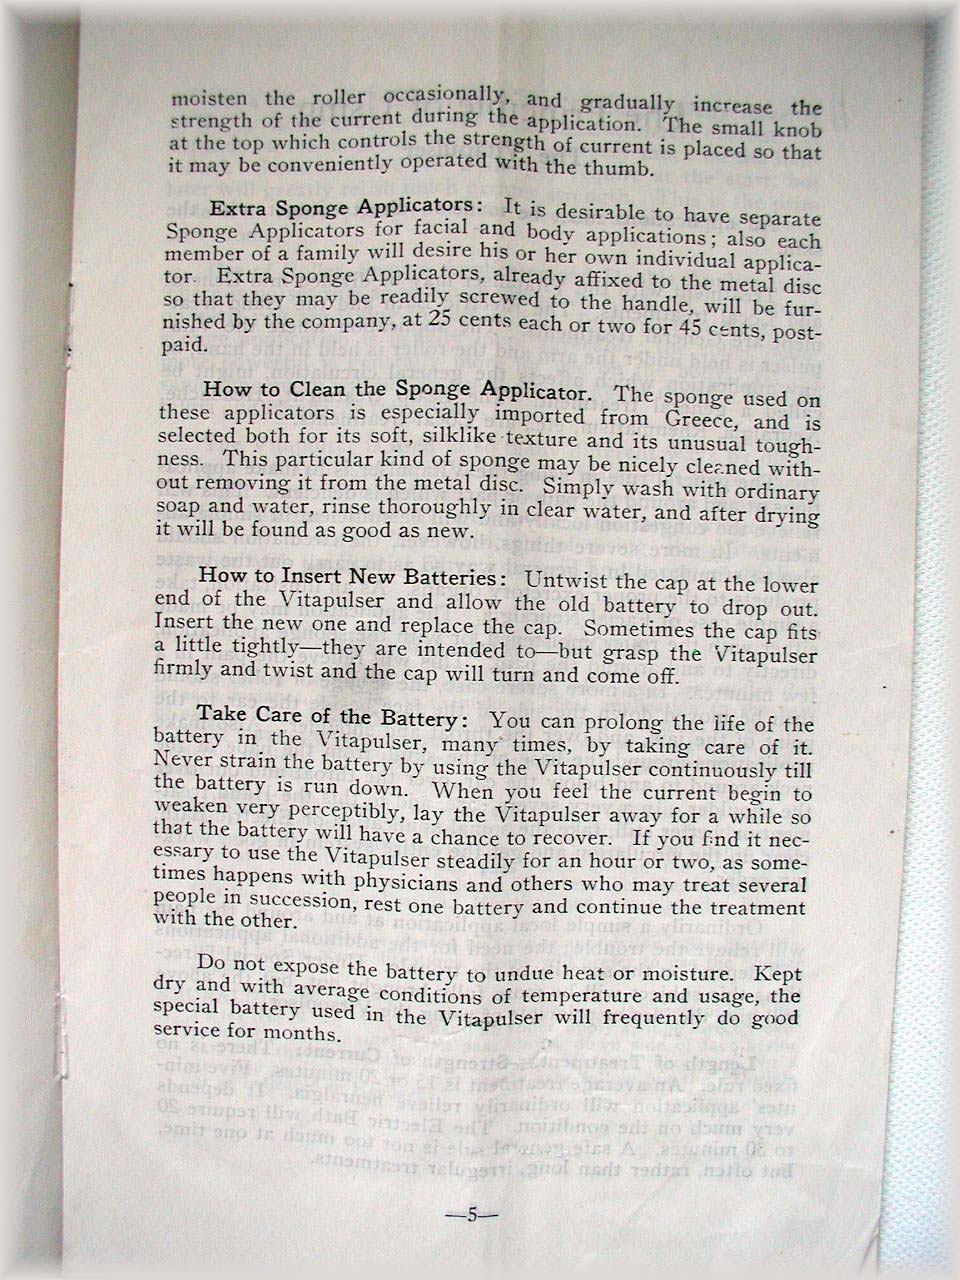 moisten the roller occasionally, and gradually increase the
strength of the current during the application. The small knob
at the top which controls the strength of current is placed so that
it may be conveniently operated with the thumb.
Extra Sponge Applicators: It is desirable to have separate
Sponge Applicators for facial and body applications; also each
member of a family will desire his or her own individual applica-
tor. Extra Sponge Applicators, already affixed to the metal disc
so that they may be readily screwed to the handle, will be fur-
nished by the company, at 25 cents each or two for 45 cents, post-
paid.
How to Clean the Sponge Applicator. The sponge used on
these applicators is especially imported from Greece, and is
selected both for its soft, silklike texture and its unusual tough-
ness. This particular kind of sponge may be nicely cleaned with-
out removing it from the metal disc. Simply wash with ordinary
soap and water, rinse thoroughly in clear water, and after drying
it will be found as good as new.
How to Insert New Batteries: Untwist the cap at the lower
end of the Vitapulser and allow the old battery to drop out.
Insert the new one and replace the cap. Sometimes the cap fits
a little tightly—they are intended to—but grasp the Vitapulser
firmly and twist and the cap will turn and come off.
Take Care of the Battery: You can prolong the life of the
battery in the Vitapulser, many times, by taking care of it.
Never strain the battery by using the Vitapulser continuously till
the battery is run down. When you feel the current begin to
weaken very perceptibly, lay the Vitapulser away for a while so
that the battery will have a chance to recover. If you find it nec-
essary to use the Vitapulser steadily for an hour or two, as some-
times happens with physicians and others who may treat several
people in succession, rest one battery and continue the treatment
with the other.
Do not expose the battery to undue heat or moisture. Kept
dry and with average conditions of temperature and usage, the
special battery used in the Vitapulser will frequently do good
service for months.
—5—